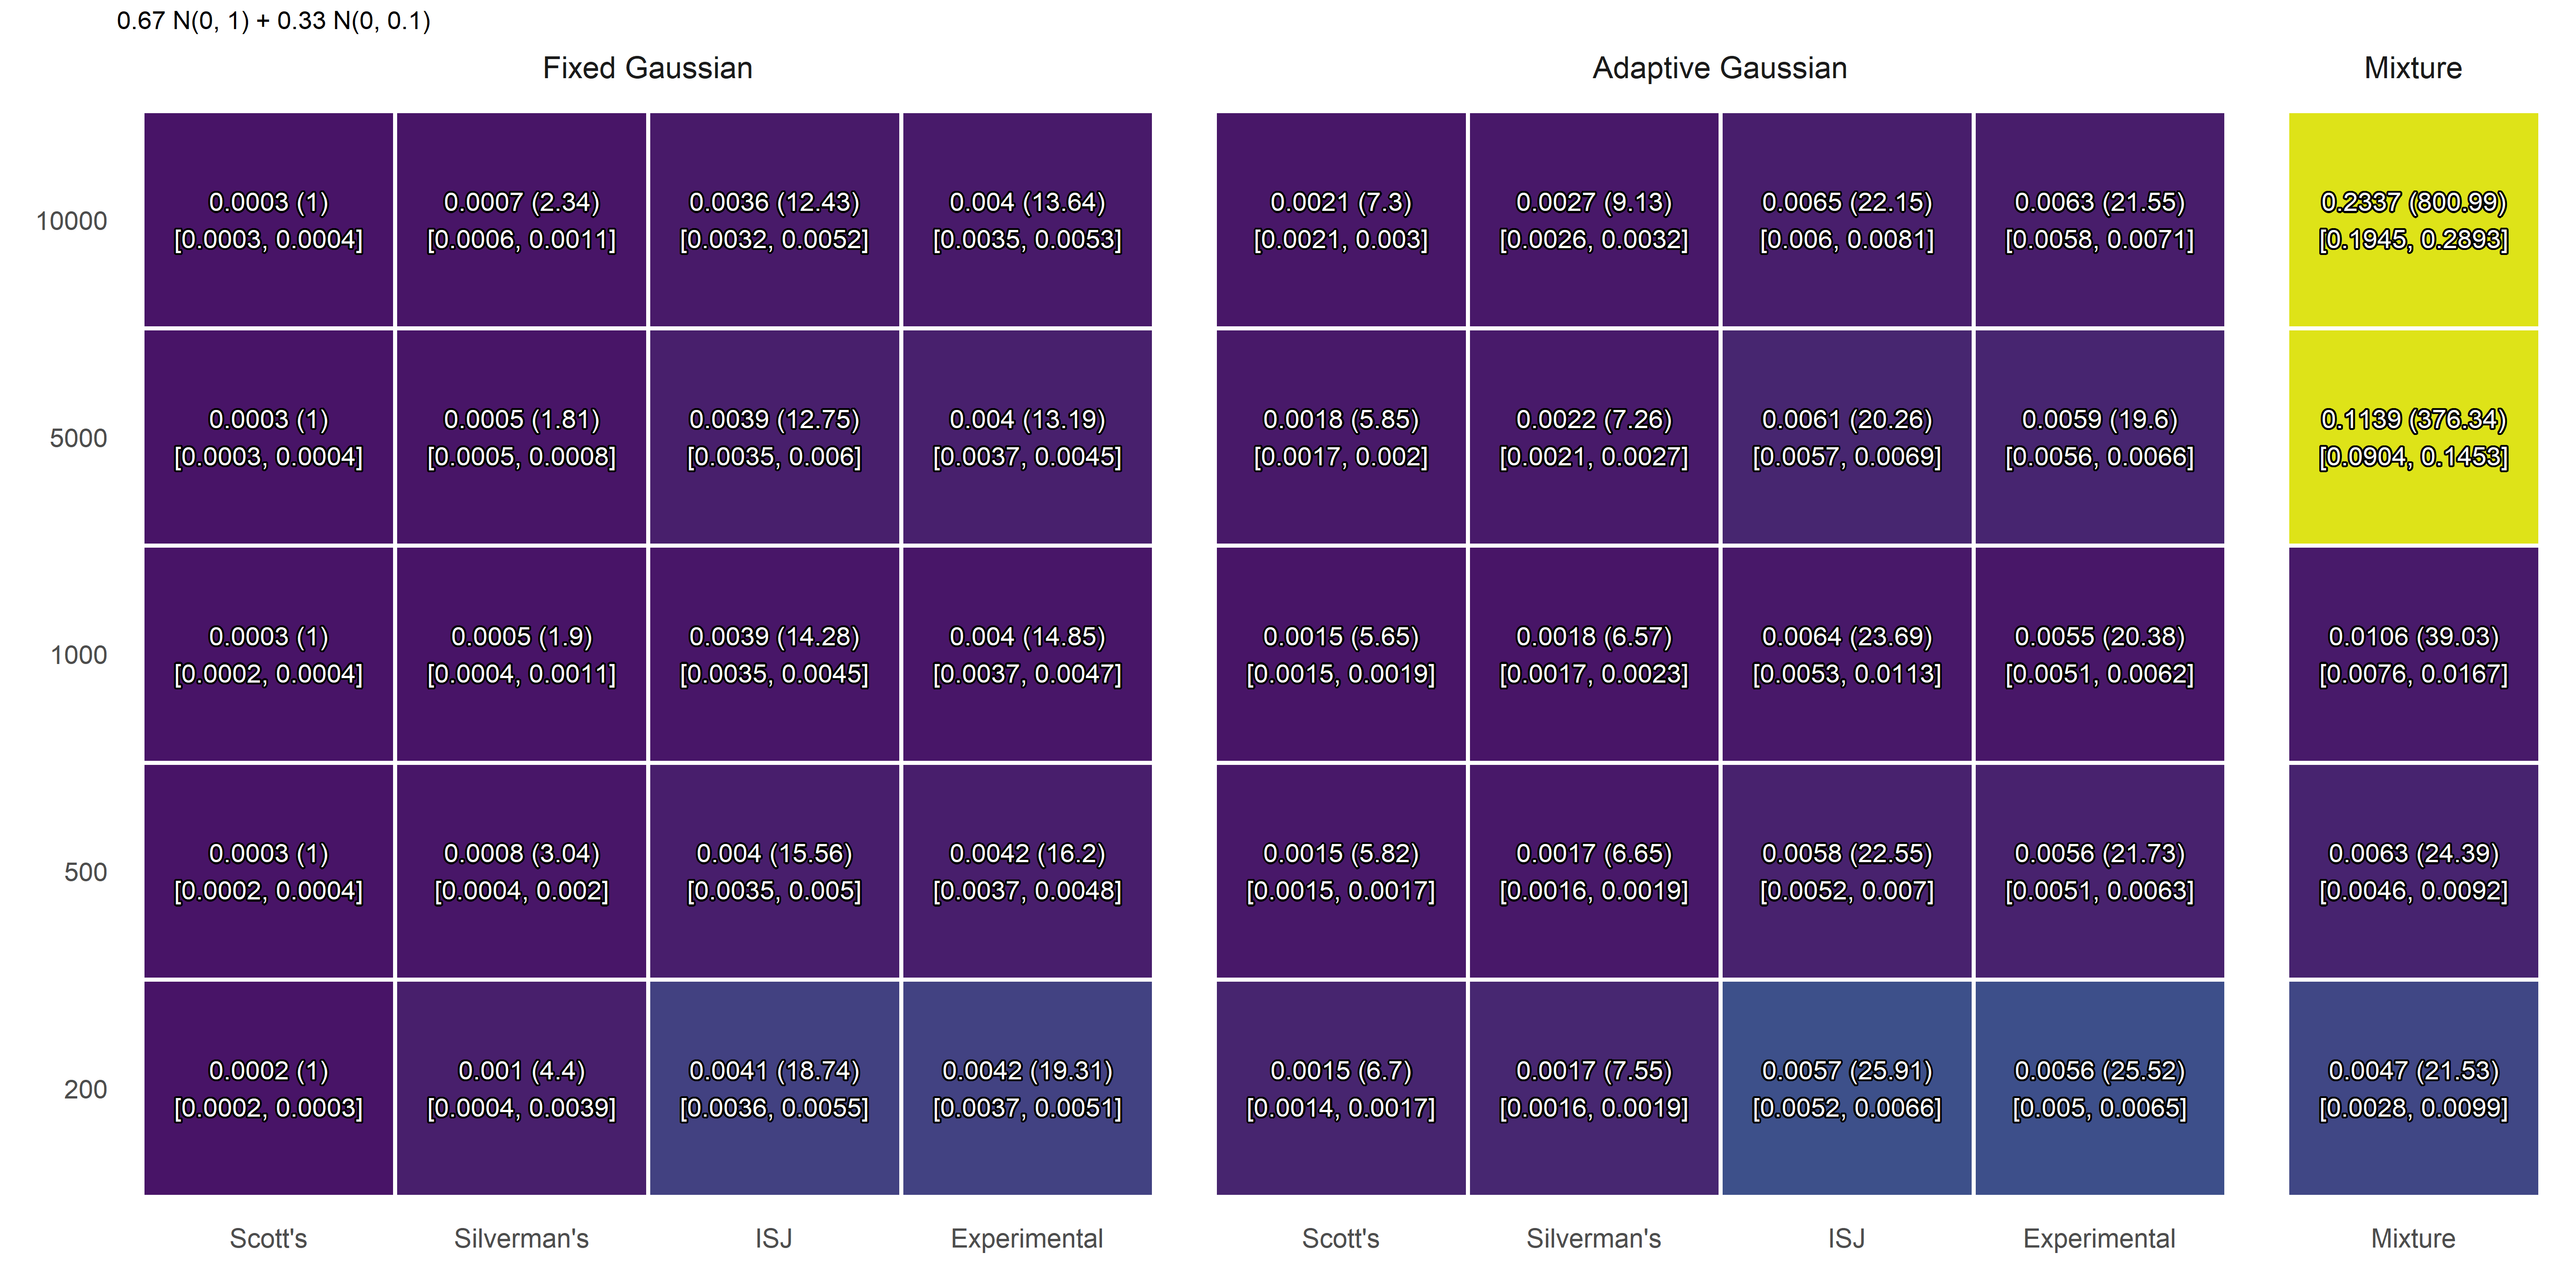 0.67 N(0, 1) + 0.33 N(0, 0.1)
Fixed Gaussian Adaptive Gaussian Mixture
0.0003 (1) 0.0007 (2.34) 0.0036 (12.43) 0.004 (13.64) 0.0021 (7.3) 0.0027 (9.13) 0.0065 (22.15) 0.0063 (21.55) 0.2337 (800.99)
10000
[0.0003, 0.0004] [0.0006, 0.0011] [0.0032, 0.0052] [0.0035, 0.0053] [0.0021, 0.003] [0.0026, 0.0032] [0.006, 0.0081] [0.0058, 0.0071] [0.1945, 0.2893]
0.0003 (1) 0.0005 (1.81) 0.0039 (12.75) 0.004 (13.19) 0.0018 (5.85) 0.0022 (7.26) 0.0061 (20.26) 0.0059 (19.6) 0.1139 (376.34)
5000
[0.0003, 0.0004] [0.0005, 0.0008] [0.0035, 0.006] [0.0037, 0.0045] [0.0017, 0.002] [0.0021, 0.0027] [0.0057, 0.0069] [0.0056, 0.0066] [0.0904, 0.1453]
0.0003 (1) 0.0005 (1.9) 0.0039 (14.28) 0.004 (14.85) 0.0015 (5.65) 0.0018 (6.57) 0.0064 (23.69) 0.0055 (20.38) 0.0106 (39.03)
1000
[0.0002, 0.0004] [0.0004, 0.0011] [0.0035, 0.0045] [0.0037, 0.0047] [0.0015, 0.0019] [0.0017, 0.0023] [0.0053, 0.0113] [0.0051, 0.0062] [0.0076, 0.0167]
0.0003 (1) 0.0008 (3.04) 0.004 (15.56) 0.0042 (16.2) 0.0015 (5.82) 0.0017 (6.65) 0.0058 (22.55) 0.0056 (21.73) 0.0063 (24.39)
500
[0.0002, 0.0004] [0.0004, 0.002] [0.0035, 0.005] [0.0037, 0.0048] [0.0015, 0.0017] [0.0016, 0.0019] [0.0052, 0.007] [0.0051, 0.0063] [0.0046, 0.0092]
0.0002 (1) 0.001 (4.4) 0.0041 (18.74) 0.0042 (19.31) 0.0015 (6.7) 0.0017 (7.55) 0.0057 (25.91) 0.0056 (25.52) 0.0047 (21.53)
200
[0.0002, 0.0003] [0.0004, 0.0039] [0.0036, 0.0055] [0.0037, 0.0051] [0.0014, 0.0017] [0.0016, 0.0019] [0.0052, 0.0066] [0.005, 0.0065] [0.0028, 0.0099]
Scott's Silverman's ISJ Experimental Scott's Silverman's ISJ Experimental Mixture